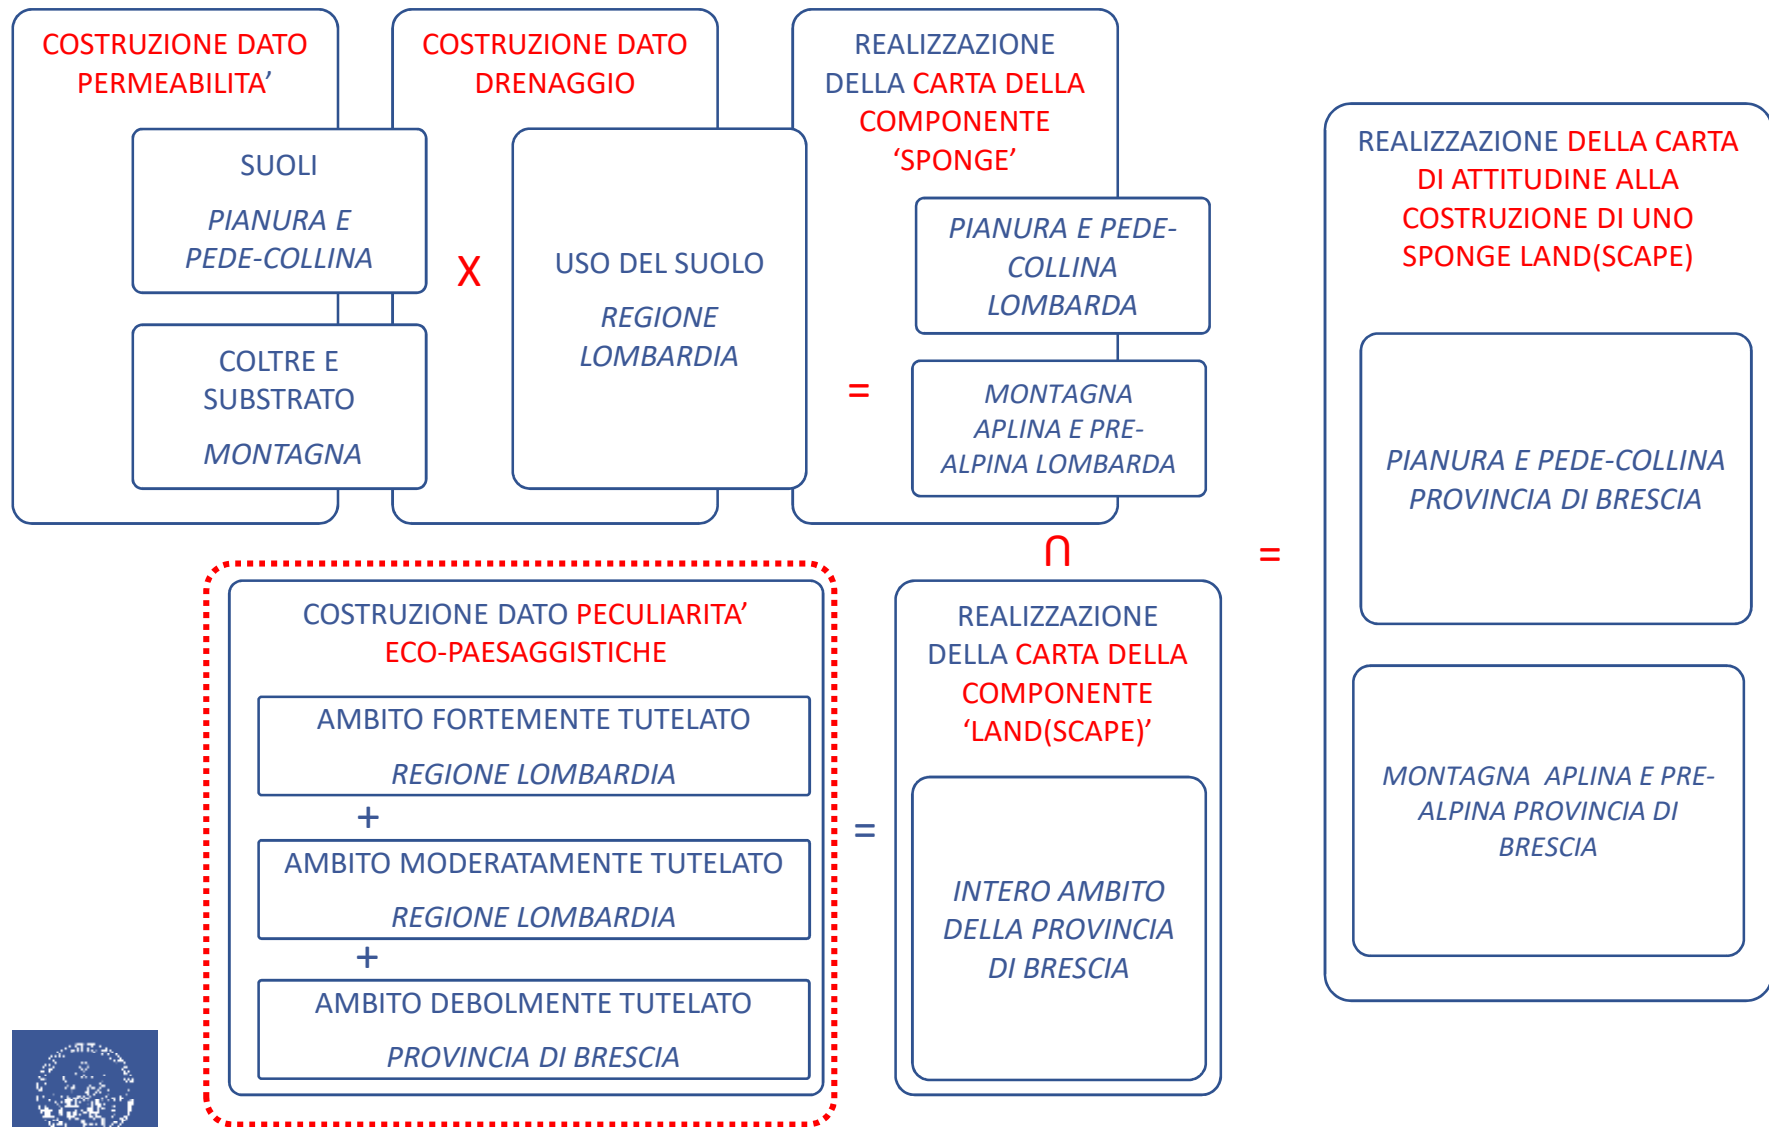 COSTRUZIONE DATO
PERMEABILITA’
SUOLI
PIANURA E
PEDE-COLLINA
COLTRE E
SUBSTRATO
MONTAGNA
X
COSTRUZIONE DATO
DRENAGGIO
USO DEL SUOLO
REGIONE
LOMBARDIA
=
REALIZZAZIONE
DELLA CARTA DELLA
COMPONENTE
‘SPONGE’
PIANURA E PEDE-
COLLINA
LOMBARDA
MONTAGNA
APLINA E PRE-
ALPINA LOMBARDA
∩
COSTRUZIONE DATO PECULIARITA’
ECO-PAESAGGISTICHE
AMBITO FORTEMENTE TUTELATO
REGIONE LOMBARDIA
+
AMBITO MODERATAMENTE TUTELATO
REGIONE LOMBARDIA
+
AMBITO DEBOLMENTE TUTELATO
PROVINCIA DI BRESCIA
=
REALIZZAZIONE
DELLA CARTA DELLA
COMPONENTE
‘LAND(SCAPE)’
INTERO AMBITO
DELLA PROVINCIA
DI BRESCIA
=
REALIZZAZIONE DELLA CARTA
DI ATTITUDINE ALLA
COSTRUZIONE DI UNO
SPONGE LAND(SCAPE)
PIANURA E PEDE-COLLINA
PROVINCIA DI BRESCIA
MONTAGNA APLINA E PRE-
ALPINA PROVINCIA DI
BRESCIA